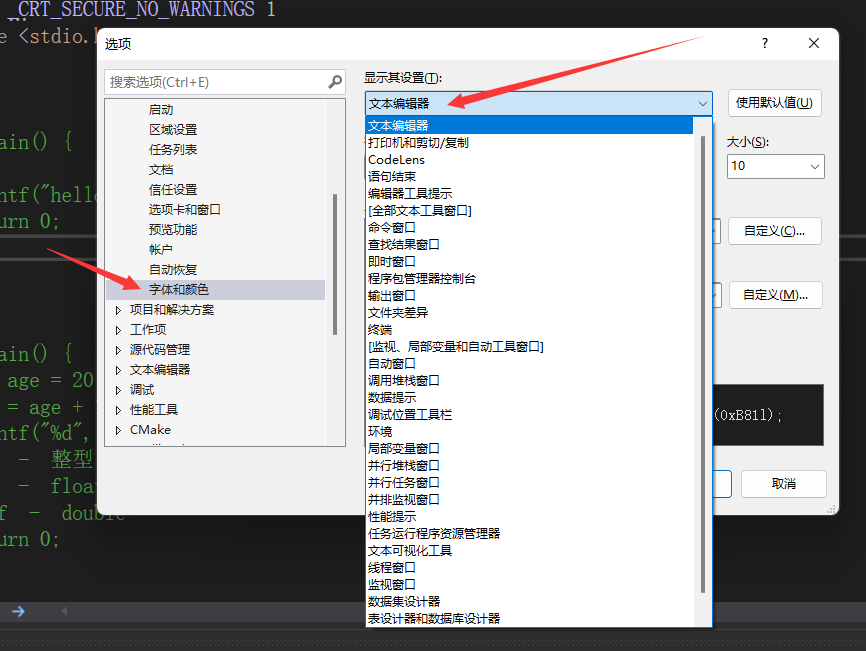 _CRT_SECURE_NO_WARNINGS 1
e <stdio.h
选项
?
搜索选项(Ctrl+E)
启动
区域设置
任务列表
文档
信任设置
选项卡和窗口
预览功能
帐户
自动恢复
字体和颜色
项目和解决方案
工作项
源代码管理
文本编辑器
调试
性能工具
CMake
显示其设置(T):
文本编辑器
使用默认值(U)
文本编辑器
打印机和剪切/复制
CodeLens
语句结束
编辑器工具提示
[全部文本工具窗口]
命令窗口
查找结果窗口
即时窗口
程序包管理器控制台
输出窗口
文件夹差异
终端
[监视、局部变量和自动工具窗口]
自动窗口
调用堆栈窗口
数据提示
调试位置工具栏
环境
局部变量窗口
并行堆栈窗口
并行任务窗口
并排监视窗口
性能提示
任务运行程序资源管理器
文本可视化工具
线程窗口
监视窗口
数据集设计器
表设计器和数据库设计器
大小(S):
10
自定义(C)...
自定义(M)...
(0xB81l);
取消
ain() {
ntf("hello
urn 0;
ain() {
age = 20
= age +
ntf("%d",
- 整型
- floa
f - double
urn 0;